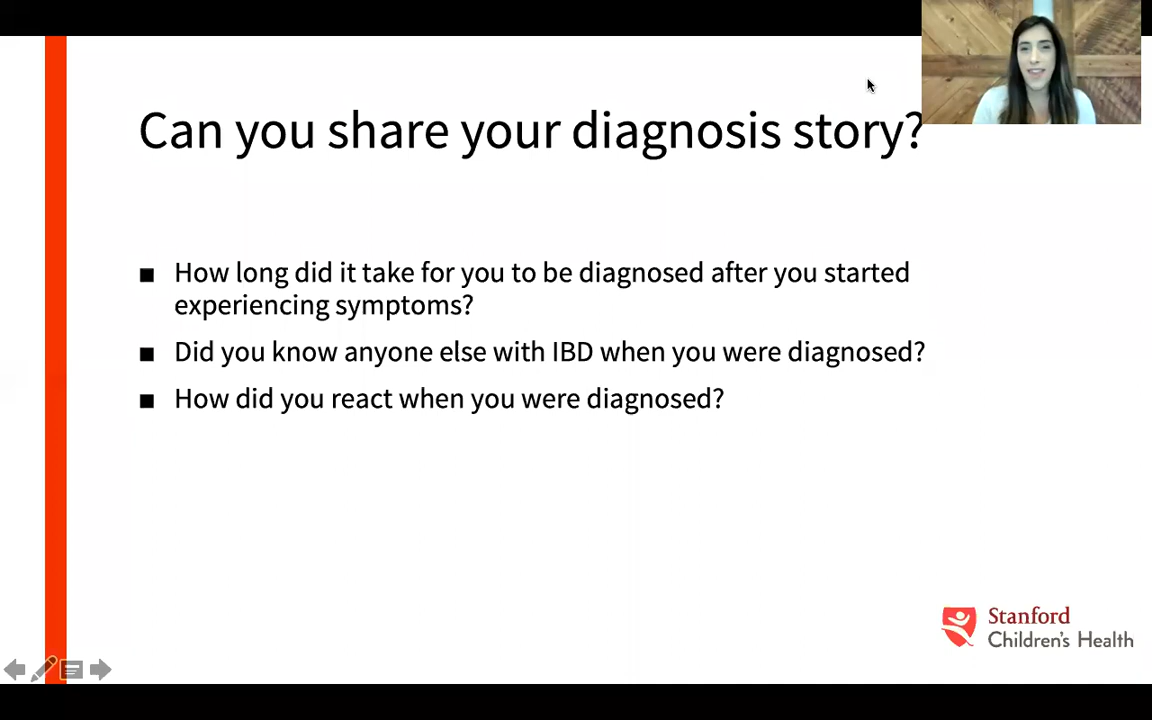 Can you share your diagnosis story?
■ How long did it take for you to be diagnosed after you started
experiencing symptoms?
■ Did you know anyone else with IBD when you were diagnosed?
■ How did you react when you were diagnosed?
Stanford
Children's Health